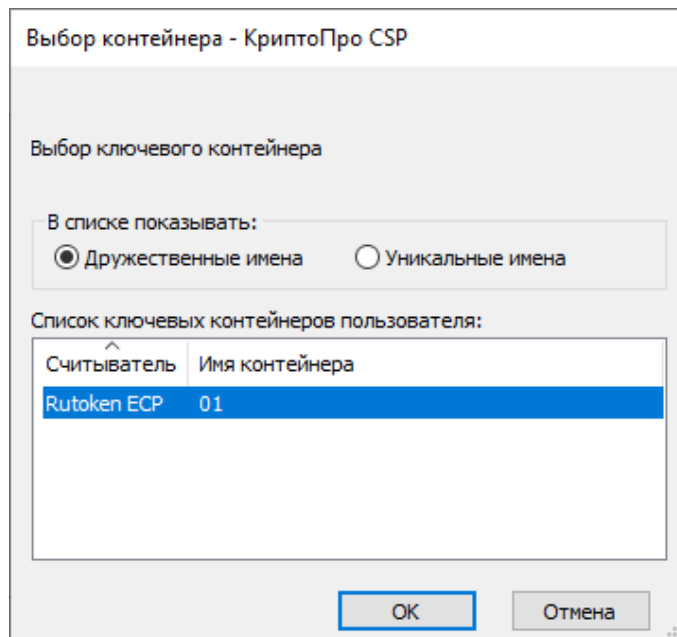 Выбор контейнера - КриптоПро CSP
Выбор ключевого контейнера
В списке показывать:
Дружественные имена Уникальные имена
Список ключевых контейнеров пользователя:
Считыватель Имя контейнера
Rutoken ECP 01
ОК Отмена